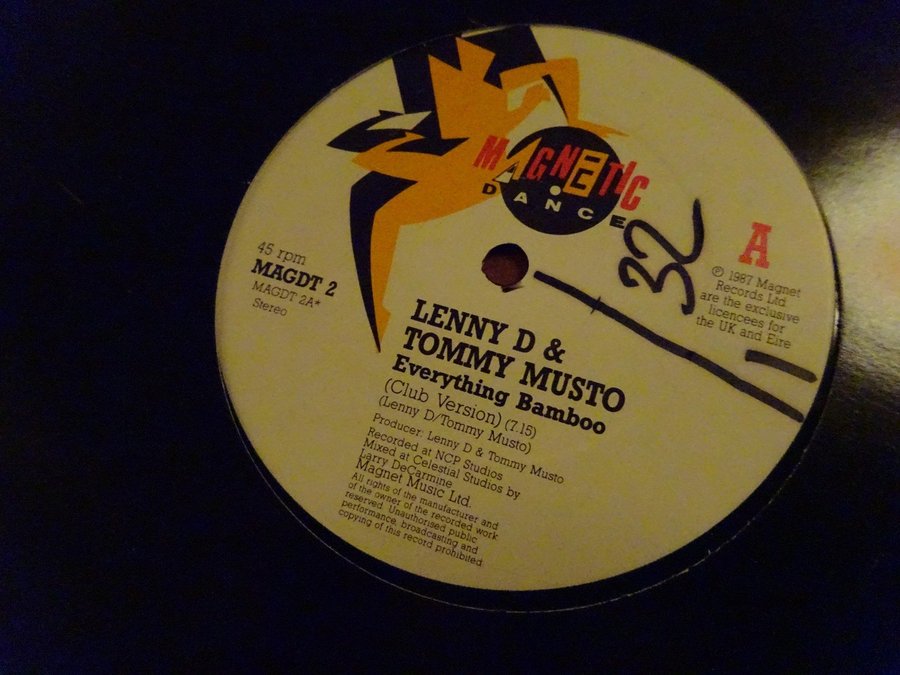 MAGNETIC
DANCE
45 rpm
MAGDT 2
MAGDT 2A*
Stereo
32
A
℗ 1987 Magnet
Records Ltd.
are the exclusive
licencees for
the UK and Eire
LENNY D &
TOMMY MUSTO
Everything Bamboo
(Club Version) (7.15)
(Lenny D/Tommy Musto)
Producer: Lenny D & Tommy Musto
Recorded at NCP Studios
Mixed at Celestial Studios by
Larry DeCarmine
Magnet Music Ltd.
All rights of the manufacturer and
of the owner of the recorded work
reserved. Unauthorised public
performance, broadcasting and
copying of this record prohibited.